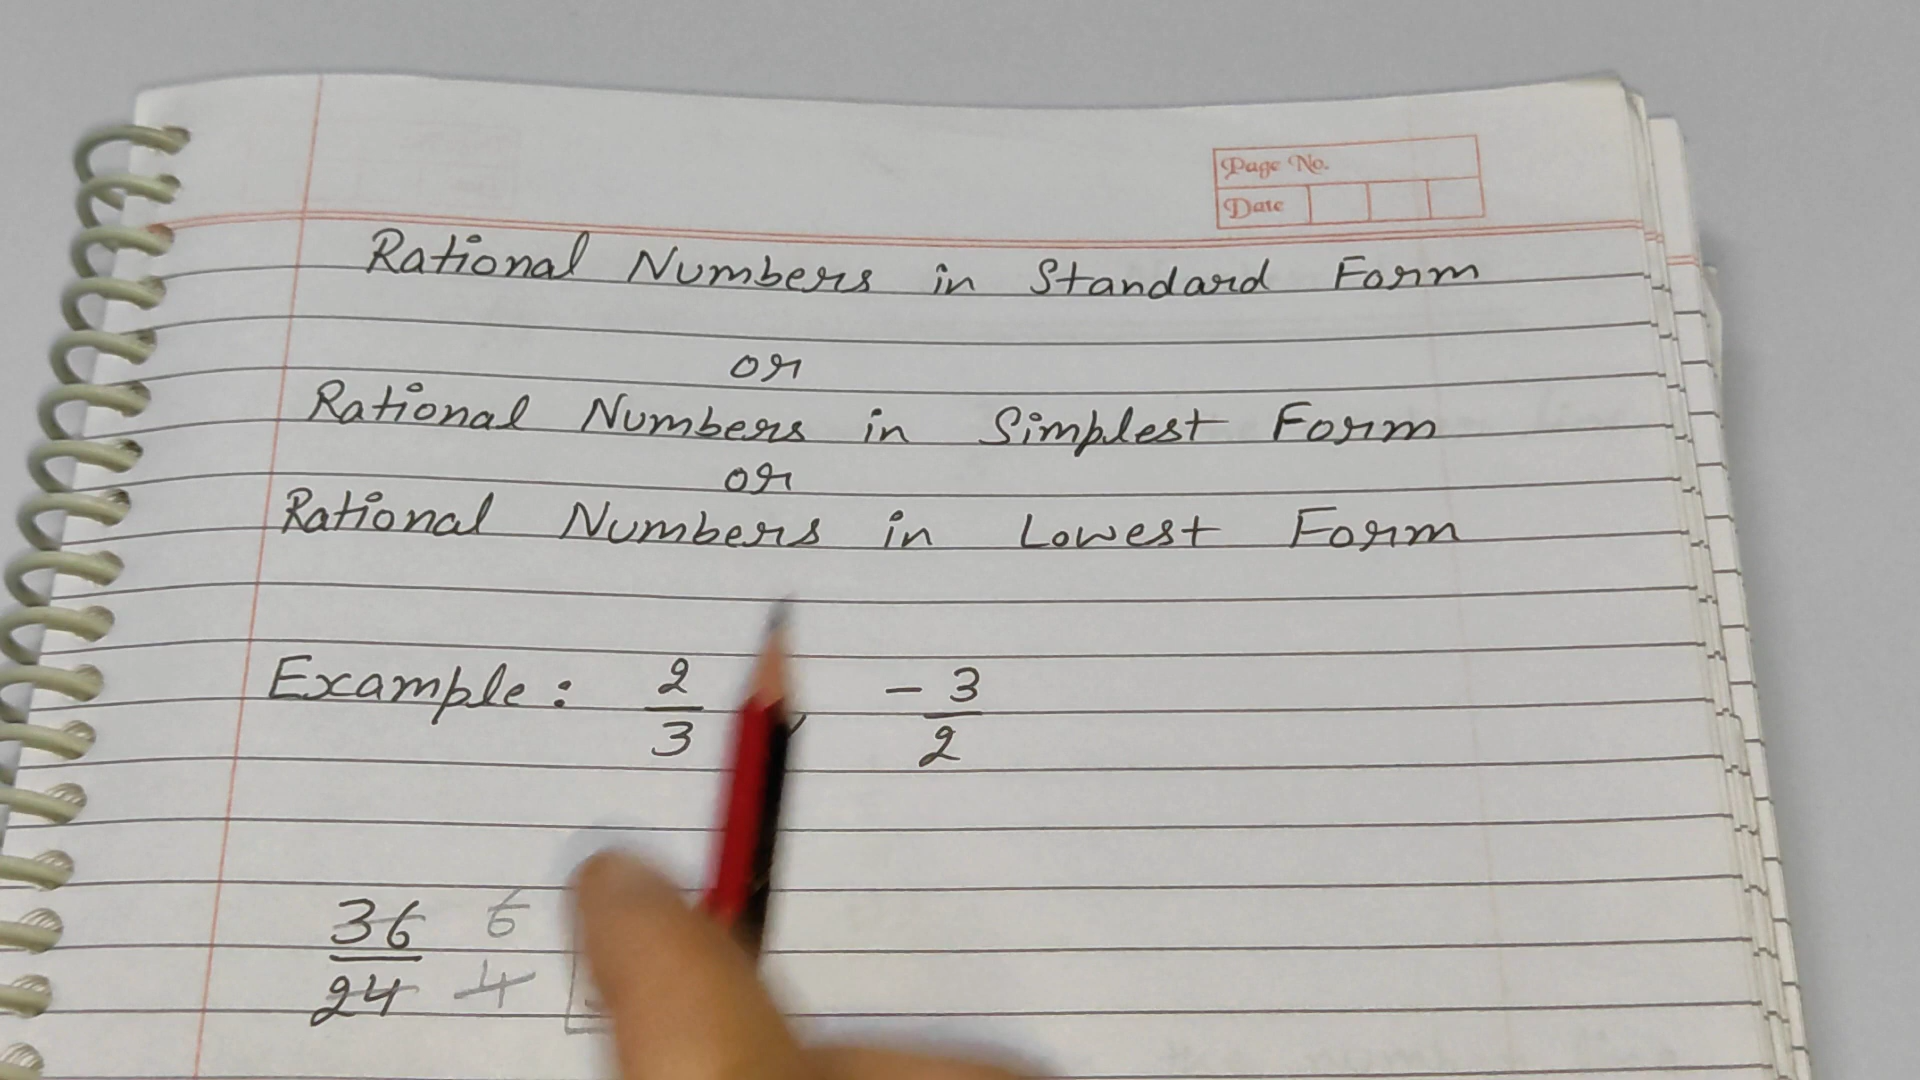 Page No.
Date
Rational Numbers in Standard Form
or
Rational Numbers in Simplest Form
or
Rational Numbers in Lowest Form
Example: 2/3, -3/2
36/24 6/4